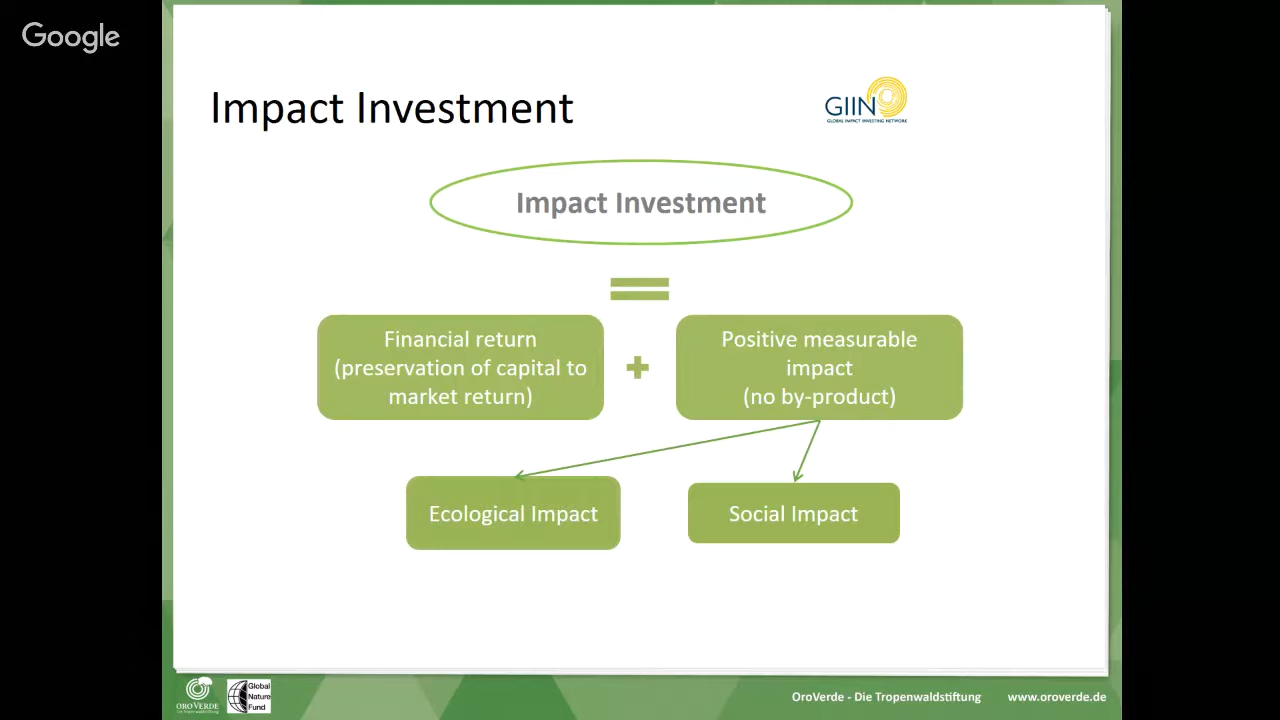 Google
Impact Investment
GIIN
GLOBAL IMPACT INVESTING NETWORK
Impact Investment
Financial return
(preservation of capital to
market return)
Positive measurable
impact
(no by-product)
Ecological Impact
Social Impact
OROVERDE
Die Tropenwaldstiftung
Global
Nature
Fund
OroVerde - Die Tropenwaldstiftung
www.oroverde.de